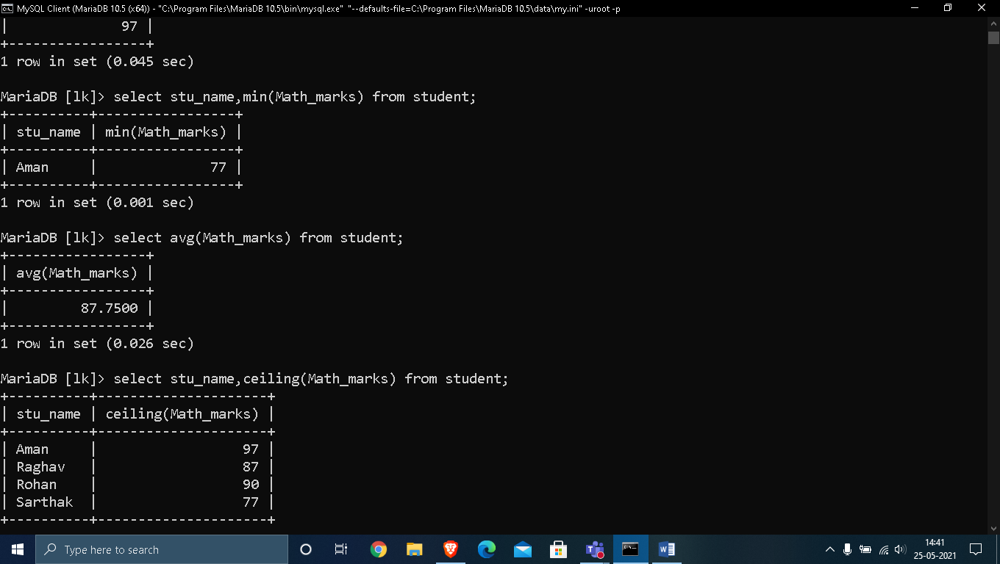 MySQL Client (MariaDB 10.5 (x64)) - "C:\Program Files\MariaDB 10.5\bin\mysql.exe" "--defaults-file=C:\Program Files\MariaDB 10.5\data\my.ini" -uroot -p
|              97 |
+-----------------+
1 row in set (0.045 sec)
MariaDB [lk]> select stu_name,min(Math_marks) from student;
+----------+-----------------+
| stu_name | min(Math_marks) |
+----------+-----------------+
| Aman     |              77 |
+----------+-----------------+
1 row in set (0.001 sec)
MariaDB [lk]> select avg(Math_marks) from student;
+-----------------+
| avg(Math_marks) |
+-----------------+
|         87.7500 |
+-----------------+
1 row in set (0.026 sec)
MariaDB [lk]> select stu_name,ceiling(Math_marks) from student;
+----------+---------------------+
| stu_name | ceiling(Math_marks) |
+----------+---------------------+
| Aman     |                  97 |
| Raghav   |                  87 |
| Rohan    |                  90 |
| Sarthak  |                  77 |
+----------+---------------------+
Type here to search
14:41
25-05-2021